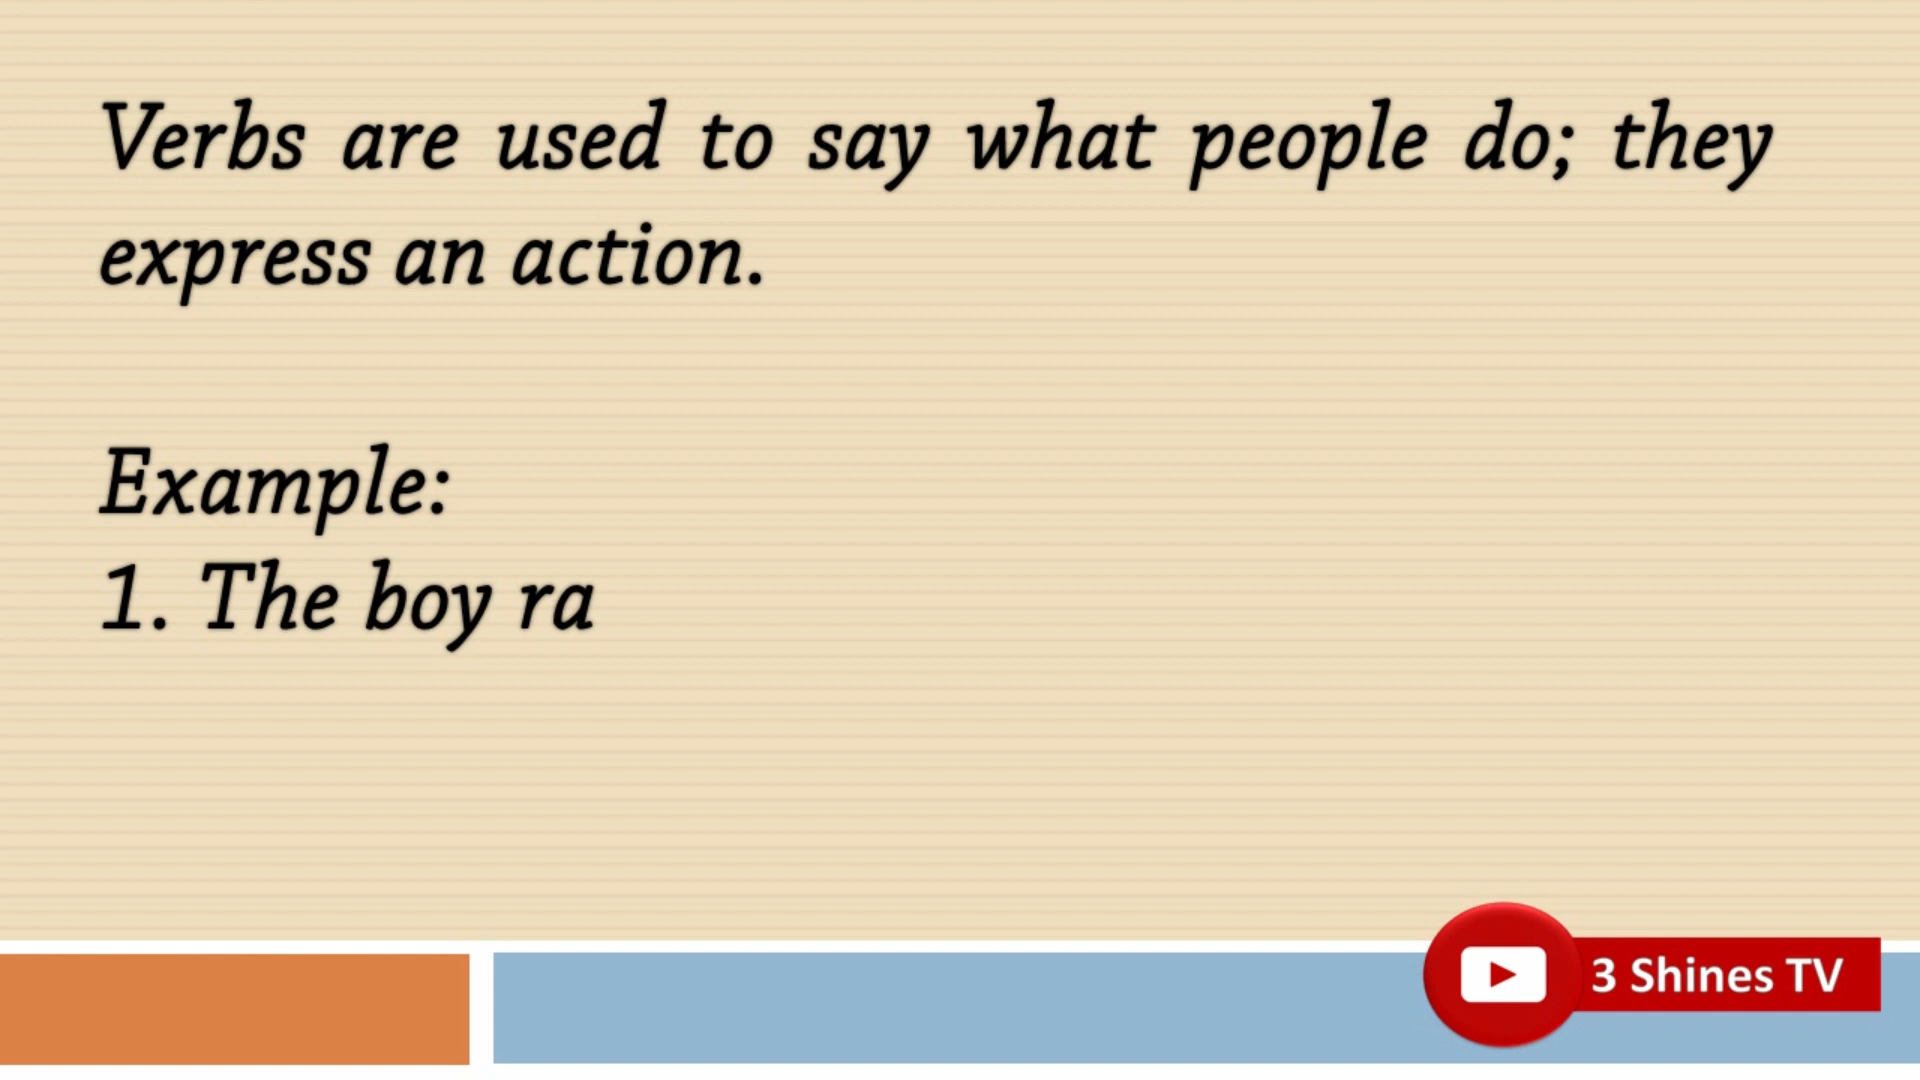 Verbs are used to say what people do; they
express an action.
Example:
1. The boy ra
3 Shines TV